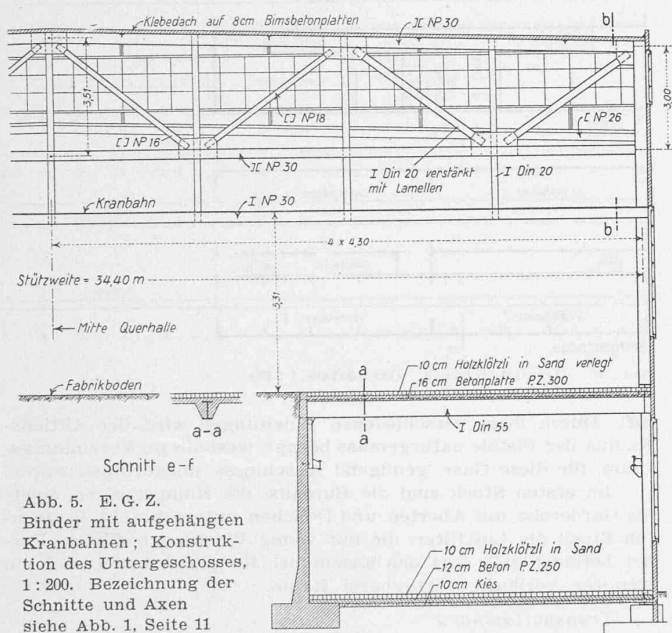 Klebedach auf 8cm Bimsbetonplatten
][ NP 30
b
3,51
3,00
[] NP 18
[] NP 16
[ NP 26
][ NP 30
I Din 20 verstärkt
mit Lamellen
I Din 20
Kranbahn
I NP 30
b
4 x 4,30
Stützweite = 34,40 m
Mitte Querhalle
Fabrikboden
a
10 cm Holzklötzli in Sand verlegt
16 cm Betonplatte P.Z. 300
a
a
I Din 55
Schnitt e-f
Abb. 7. E. C. Z.
Binder mit aufgehängten
Kranbahnen; Konstruk-
tion des Untergeschosses,
1 : 200. Bezeichnung der
Schnitte und Axen
siehe Abb. 1, Seite 11
10 cm Holzklötzli in Sand
12 cm Beton P.Z. 250
10 cm Kies